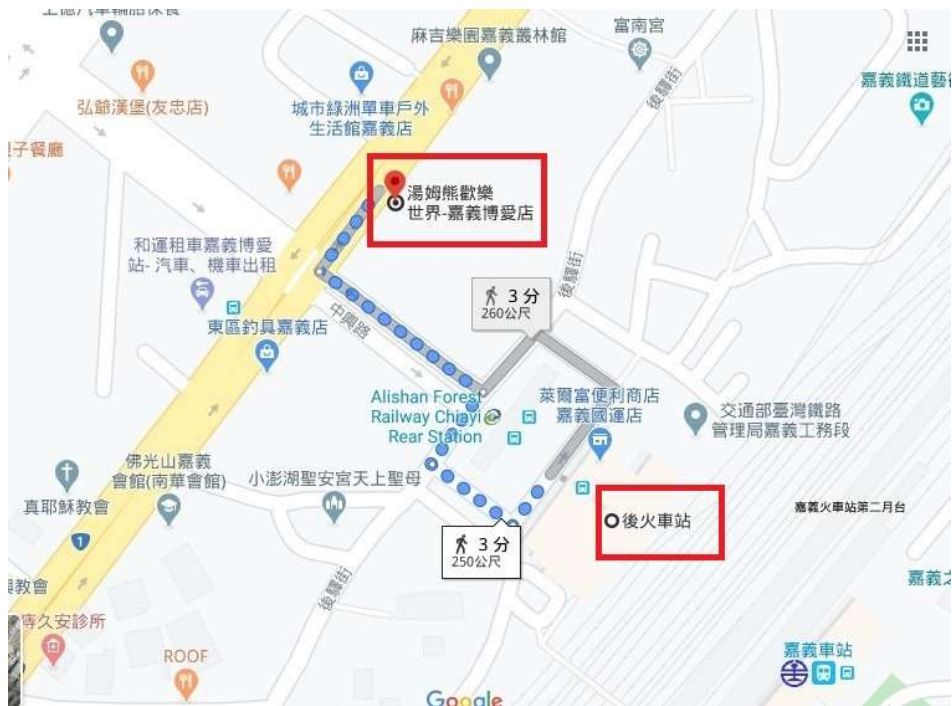 麻吉樂園嘉義叢林館
富南宮
後驛街
嘉義鐵道藝
弘爺漢堡(友忠店)
城市綠洲單車戶外
生活館嘉義店
子餐廳
湯姆熊歡樂
世界-嘉義博愛店
和運租車嘉義博愛
站- 汽車、機車出租
後驛街
3 分
260公尺
東區釣具嘉義店
中興路
Alishan Forest
Railway Chiayi
Rear Station
萊爾富便利商店
嘉義國運店
交通部臺灣鐵路
管理局嘉義工務段
佛光山嘉義
會館(南華會館)
小澎湖聖安宮天上聖母
真耶穌教會
後火車站
嘉義火車站第二月台
1
3 分
250公尺
教會
後驛街
嘉義之
痔久安診所
ROOF
嘉義車站
Google